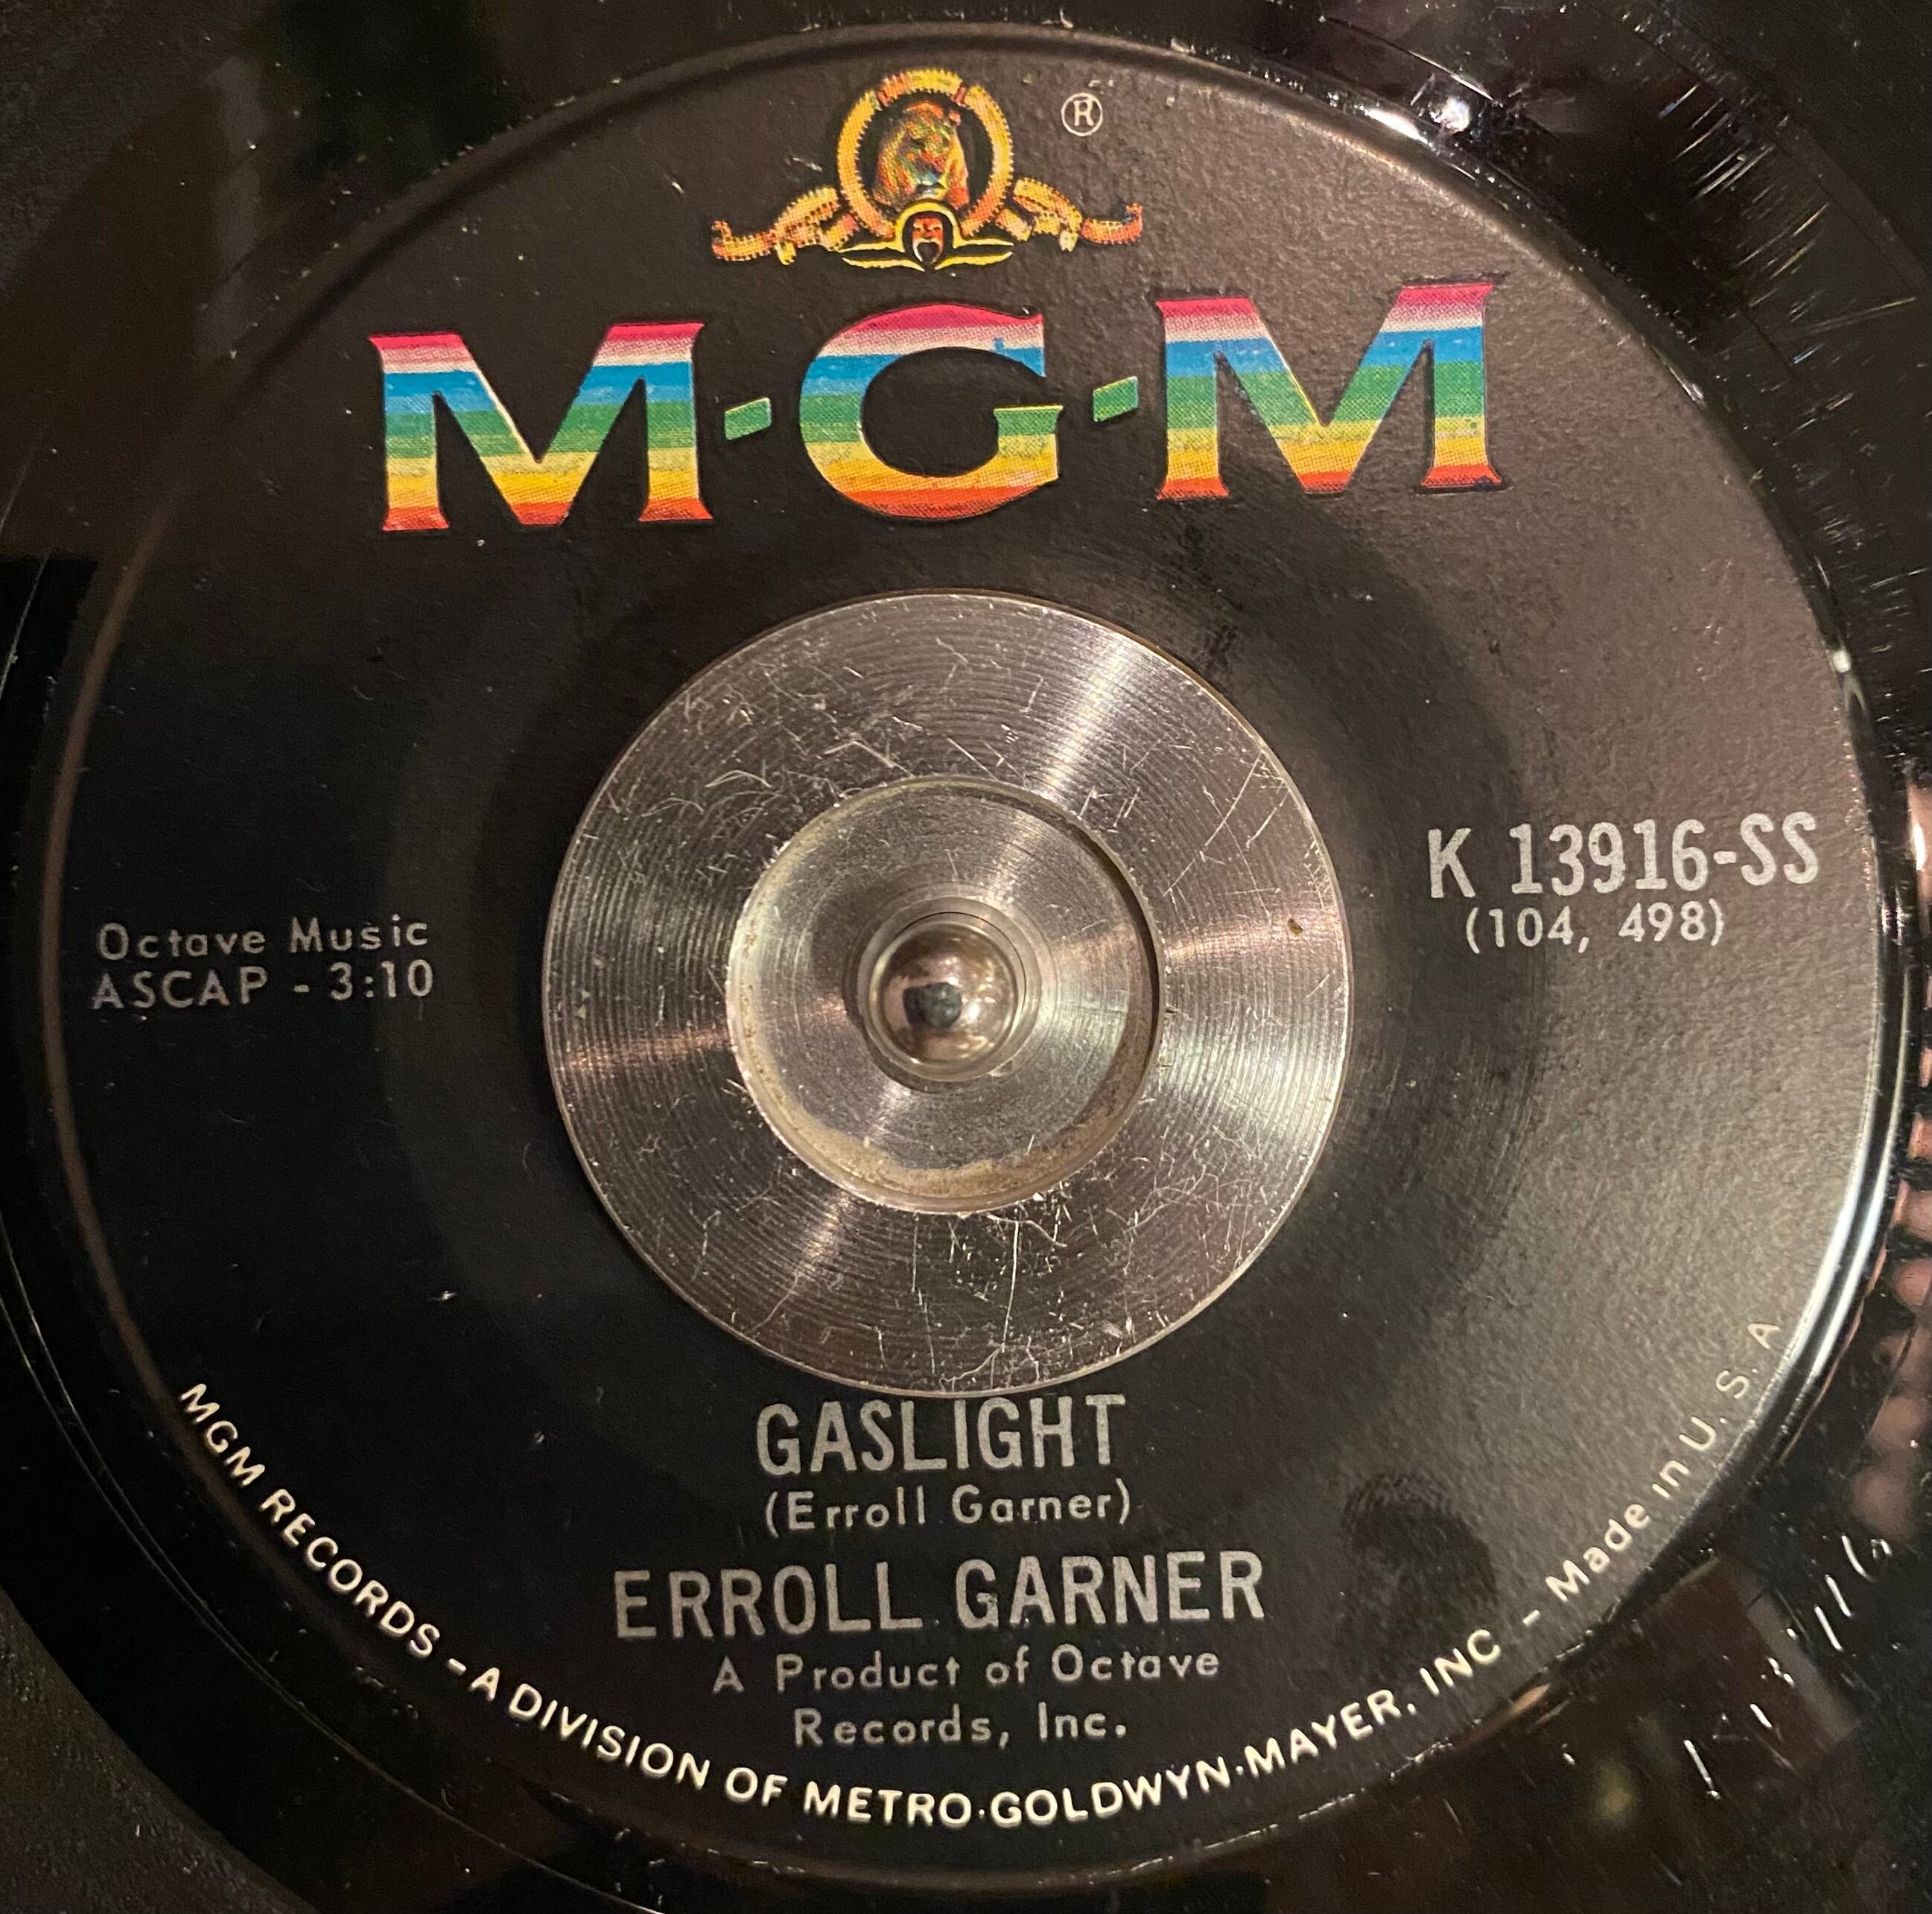 ®
M-G-M
K 13916-SS
(104, 498)
Octave Music
ASCAP - 3:10
GASLIGHT
(Erroll Garner)
ERROLL GARNER
A Product of Octave
Records, Inc.
MGM RECORDS - A DIVISION OF METRO·GOLDWYN·MAYER, INC - Made in U. S. A